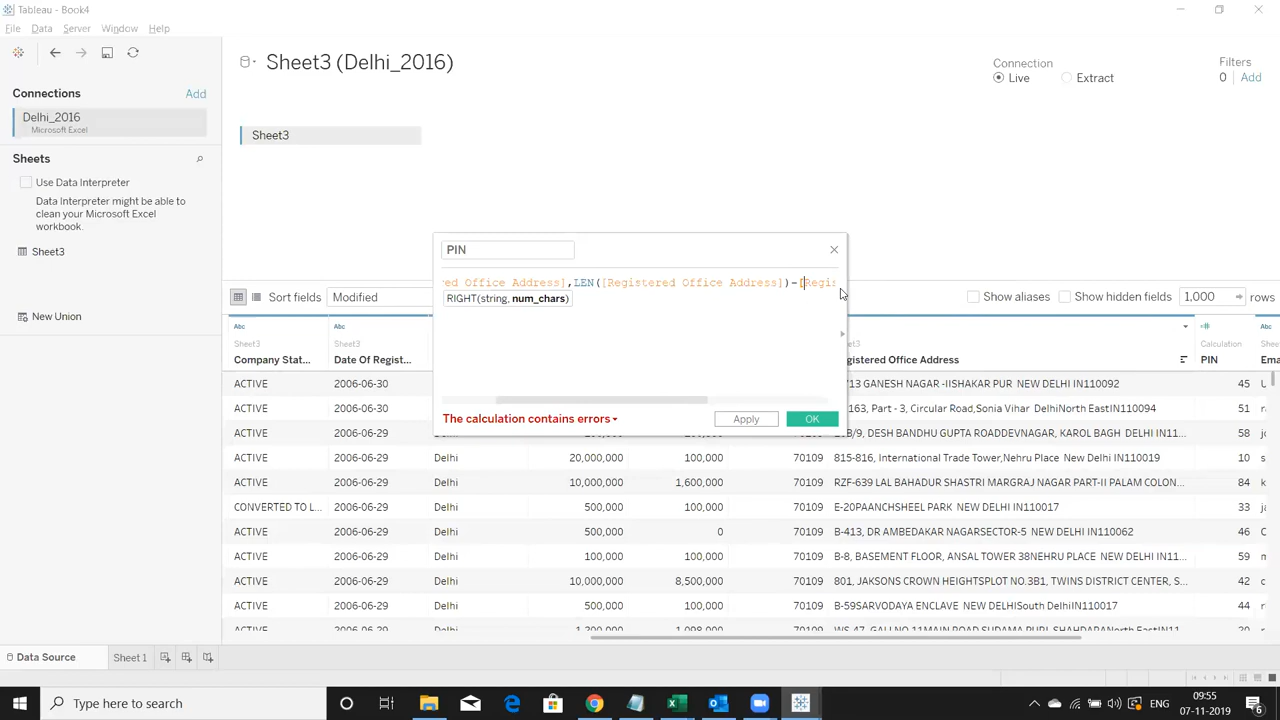 Tableau - Book4
File Data Server Window Help
Connections Add
Delhi_2016
Microsoft Excel
Sheets
Use Data Interpreter
Data Interpreter might be able to
clean your Microsoft Excel
workbook.
Sheet3
New Union
Sheet3 (Delhi_2016)
Connection
Live Extract
Filters
0 Add
Sheet3
Sort fields Modified
Show aliases Show hidden fields 1,000 rows
PIN
ed Office Address],LEN([Registered Office Address])-[Regis
RIGHT(string, num_chars)
The calculation contains errors
Apply OK
Abc Abc
Sheet3 Sheet3 Calculation Sheet
Company Stat... Date Of Regist... egistered Office Address PIN Ema
ACTIVE 2006-06-30 /13 GANESH NAGAR -IISHAKAR PUR NEW DELHI IN110092 45
ACTIVE 2006-06-30 163, Part - 3, Circular Road,Sonia Vihar DelhiNorth EastIN110094 51
ACTIVE 2006-06-29 B/9, DESH BANDHU GUPTA ROADDEVNAGAR, KAROL BAGH DELHI IN1... 58
ACTIVE 2006-06-29 Delhi 20,000,000 100,000 70109 815-816, International Trade Tower,Nehru Place New Delhi IN110019 10
ACTIVE 2006-06-29 Delhi 10,000,000 1,600,000 70109 RZF-639 LAL BAHADUR SHASTRI MARGRAJ NAGAR PART-II PALAM COLON... 84
CONVERTED TO L... 2006-06-29 Delhi 500,000 100,000 70109 E-20PAANCHSHEEL PARK NEW DELHI IN110017 33
ACTIVE 2006-06-29 Delhi 500,000 0 70109 B-413, DR AMBEDAKAR NAGARSECTOR-5 NEW DELHI IN110062 46
ACTIVE 2006-06-29 Delhi 100,000 100,000 70109 B-8, BASEMENT FLOOR, ANSAL TOWER 38NEHRU PLACE NEW DELHI IN11... 59
ACTIVE 2006-06-29 Delhi 10,000,000 8,500,000 70109 801, JAKSONS CROWN HEIGHTSPLOT NO.3B1, TWINS DISTRICT CENTER, S... 42
ACTIVE 2006-06-29 Delhi 500,000 100,000 70109 B-59SARVODAYA ENCLAVE NEW DELHISouth DelhiIN110017 44
Data Source Sheet 1
Type here to search
ENG
09:55
07-11-2019
6